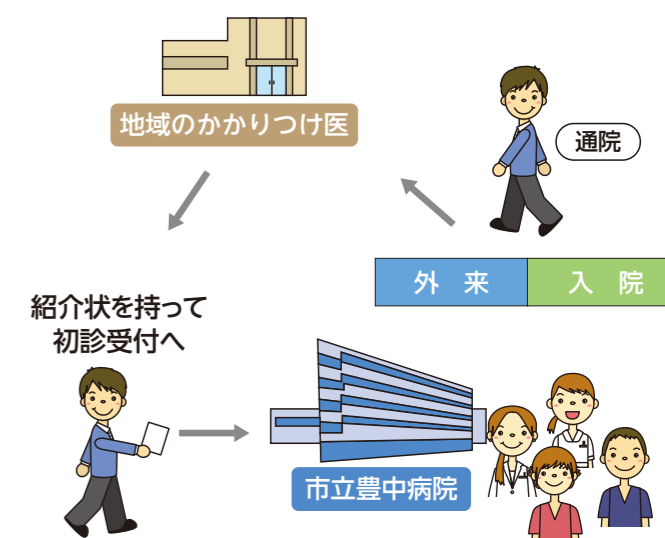 地域のかかりつけ医
通院
外来
入院
紹介状を持って
初診受付へ
市立豊中病院